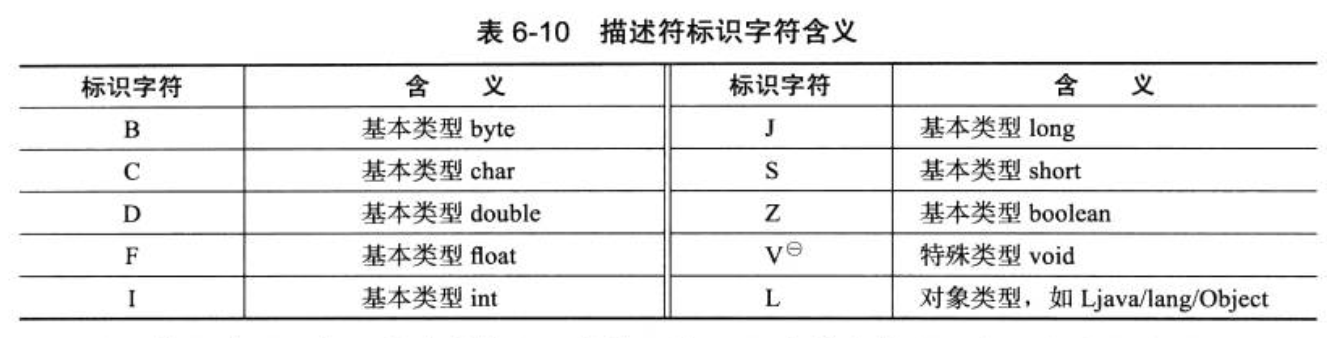 表 6-10 描述符标识字符含义
标识字符 含 义 标识字符 含 义
B 基本类型 byte J 基本类型 long
C 基本类型 char S 基本类型 short
D 基本类型 double Z 基本类型 boolean
F 基本类型 float V⊖ 特殊类型 void
I 基本类型 int L 对象类型，如 Ljava/lang/Object